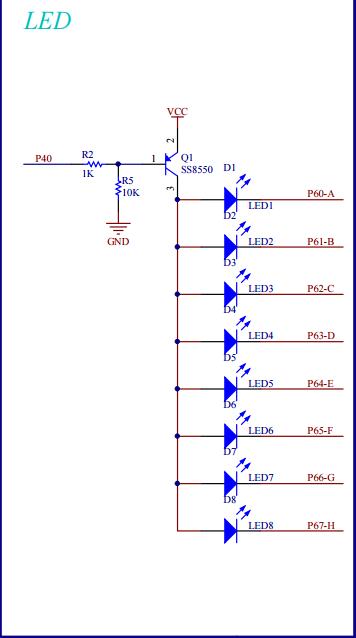 LED
VCC
P40
R2
1K
R5
10K
GND
1
2
3
Q1
SS8550
D1
LED1
P60-A
D2
LED2
P61-B
D3
LED3
P62-C
D4
LED4
P63-D
D5
LED5
P64-E
D6
LED6
P65-F
D7
LED7
P66-G
D8
LED8
P67-H